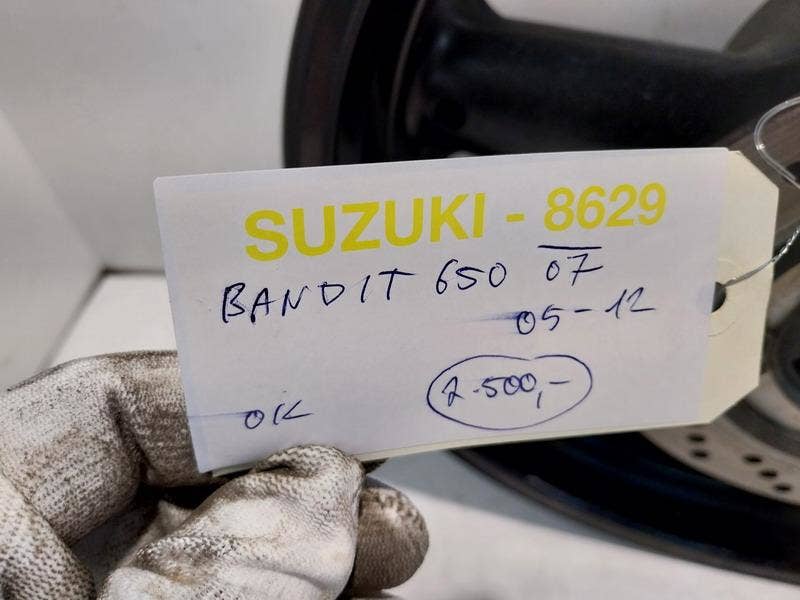 SUZUKI - 8629
BANDIT 650 07
05-12
OK
2.500,-